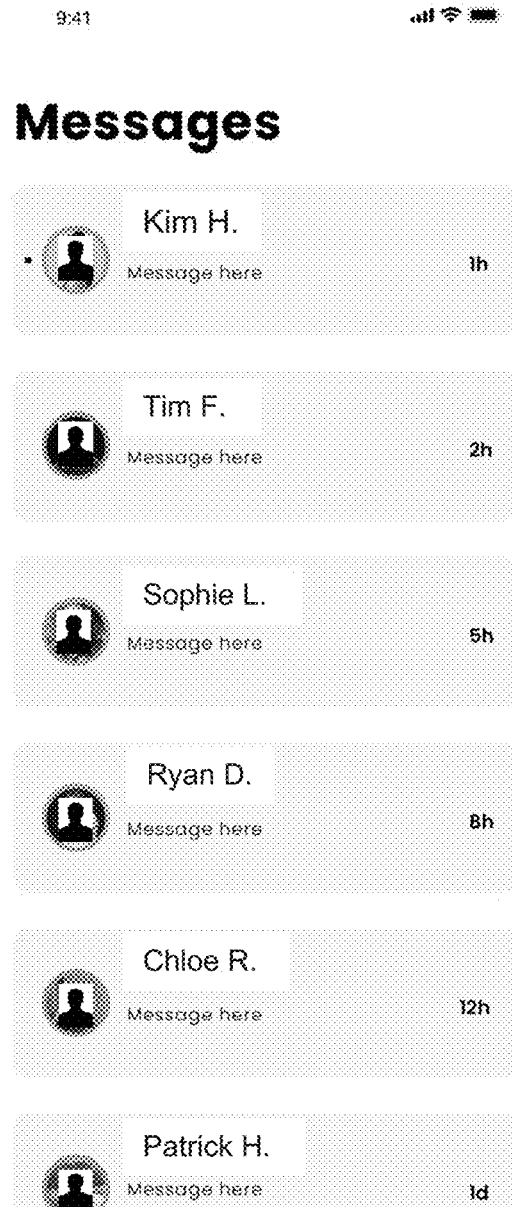 9:41
Messages
Kim H.
Message here
1h
Tim F.
Message here
2h
Sophie L.
Message here
5h
Ryan D.
Message here
8h
Chloe R.
Message here
12h
Patrick H.
Message here
1d